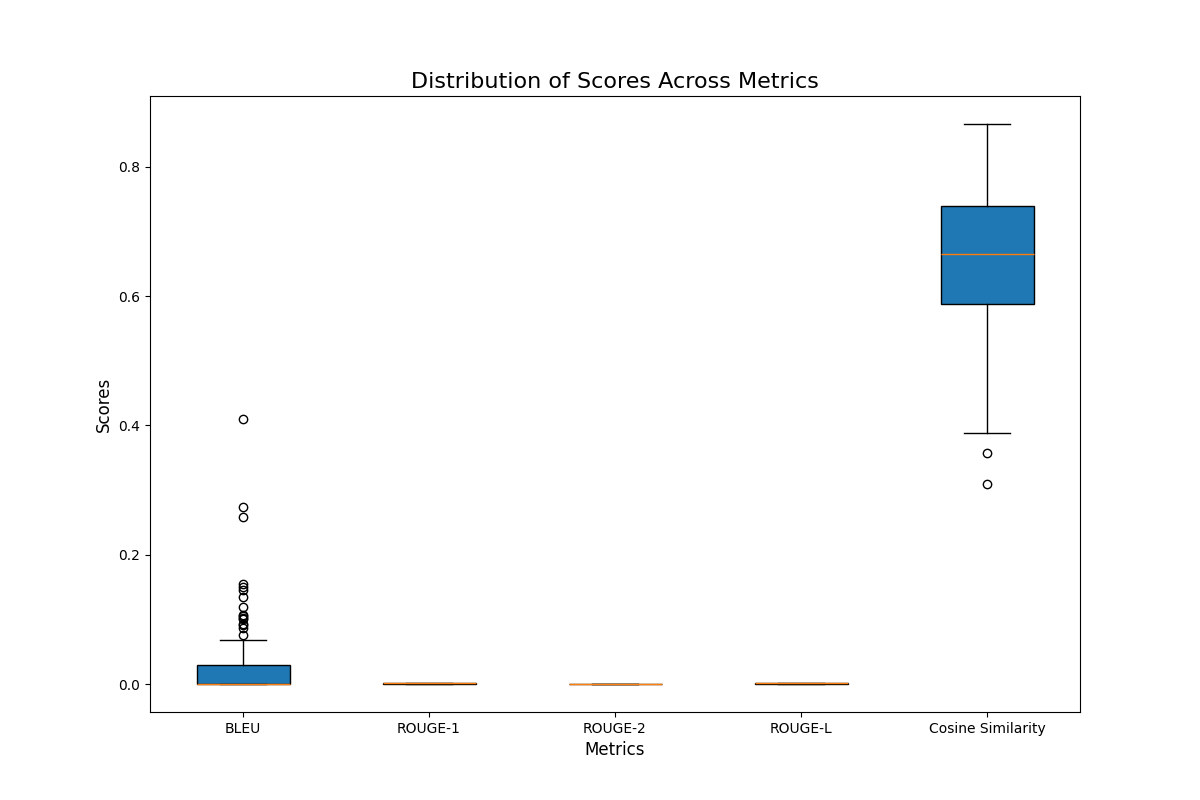 Distribution of Scores Across Metrics
Scores
0.8
0.6
0.4
0.2
0.0
BLEU
ROUGE-1
ROUGE-2
ROUGE-L
Cosine Similarity
Metrics